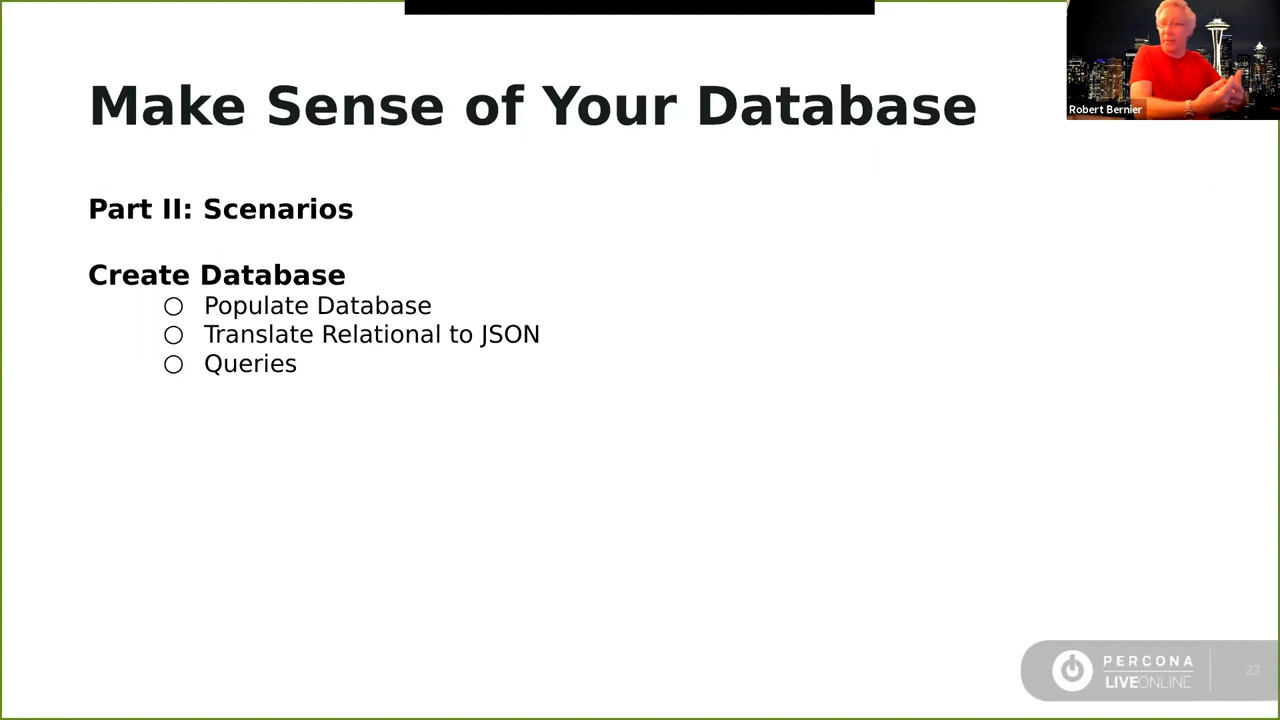 Make Sense of Your Database
Robert Bernier
Part II: Scenarios
Create Database
Populate Database
Translate Relational to JSON
Queries
PERCONA
LIVEONLINE
23